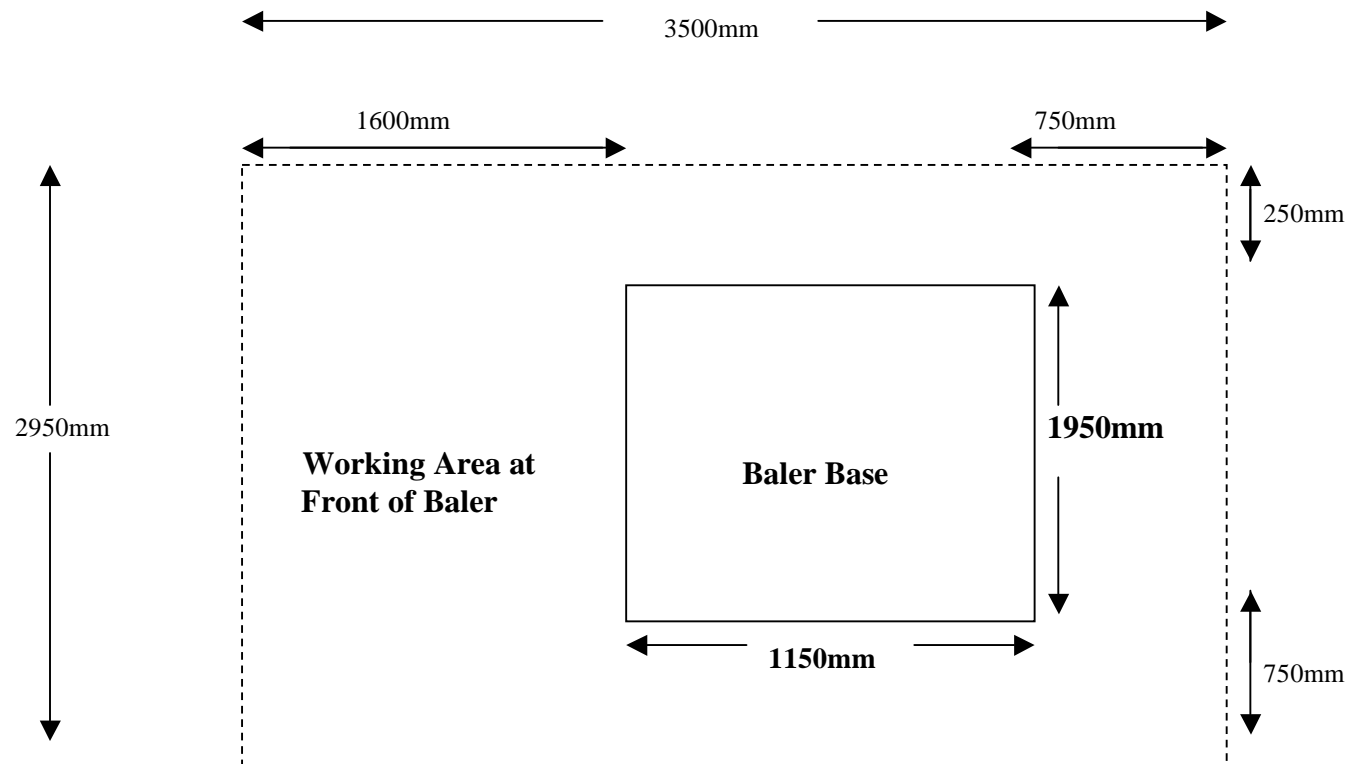 3500mm
1600mm
750mm
250mm
2950mm
1950mm
Working Area at
Front of Baler
Baler Base
1150mm
750mm